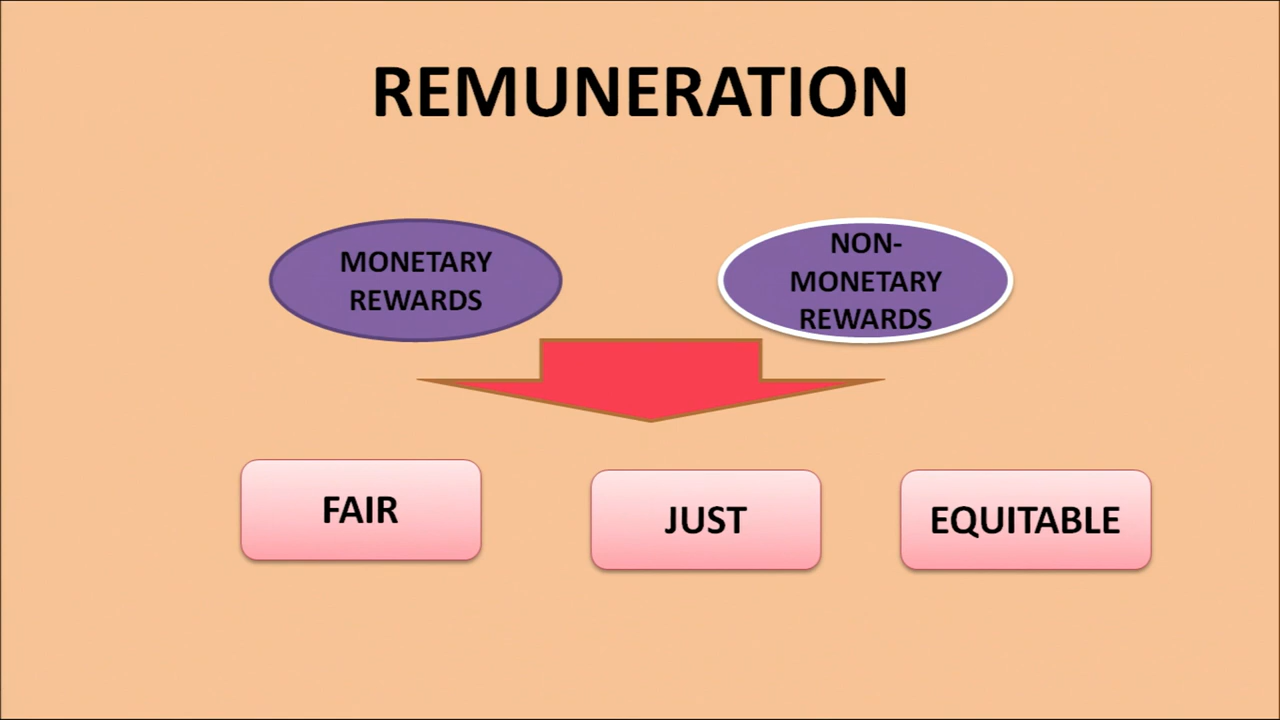 REMUNERATION
MONETARY
REWARDS
NON-
MONETARY
REWARDS
FAIR
JUST
EQUITABLE